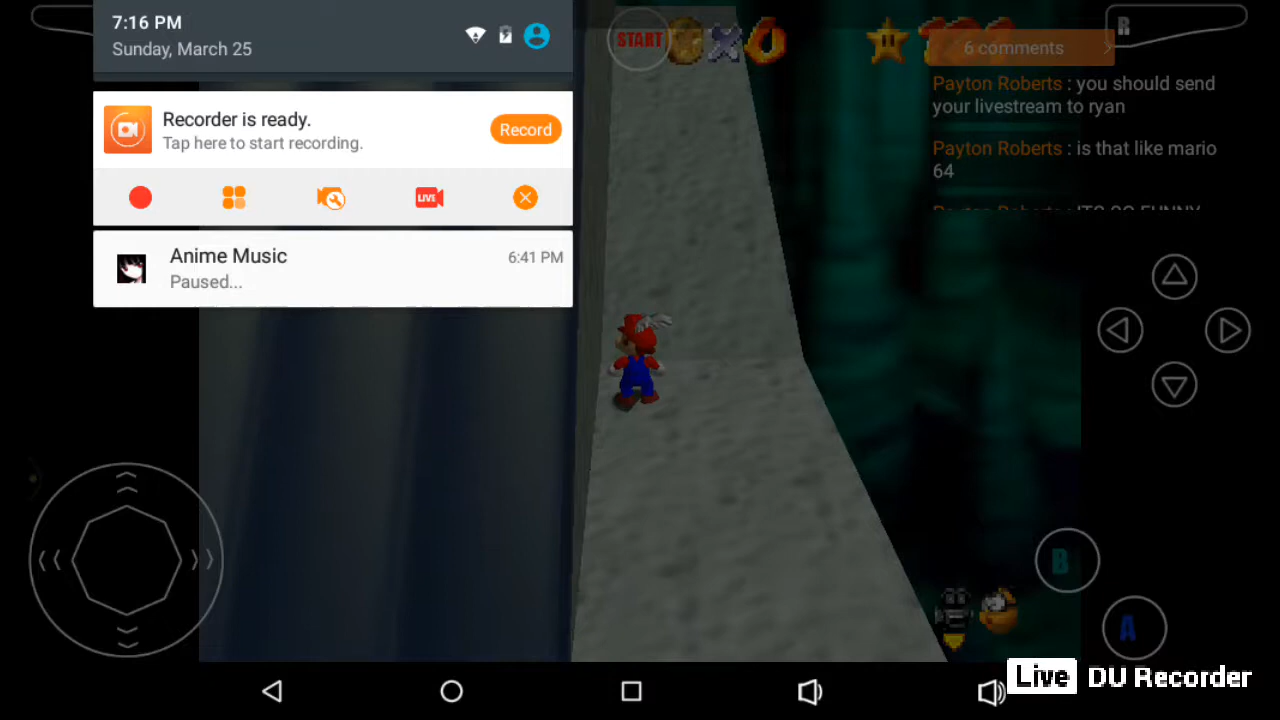 7:16 PM
Sunday, March 25
Recorder is ready.
Tap here to start recording.
Record
LIVE
Anime Music
6:41 PM
Paused...
START
R
6 comments
Payton Roberts : you should send
your livestream to ryan
Payton Roberts : is that like mario
64
B
A
Live DU Recorder